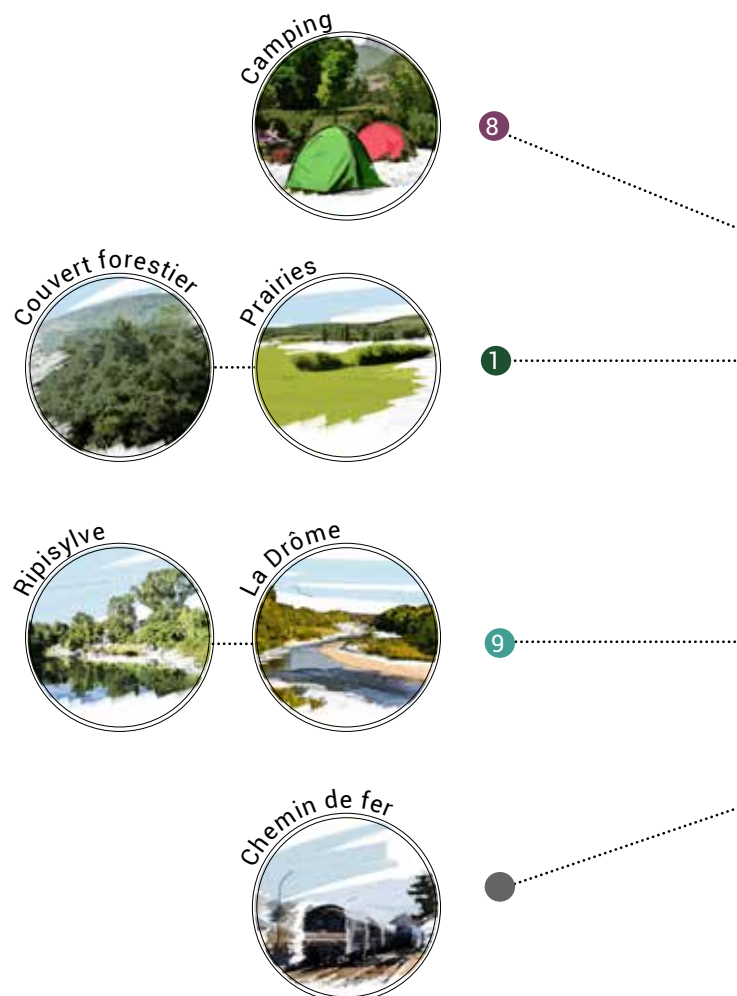 Camping
8
Couvert forestier
Prairies
1
Ripisylve
La Drôme
9
Chemin de fer